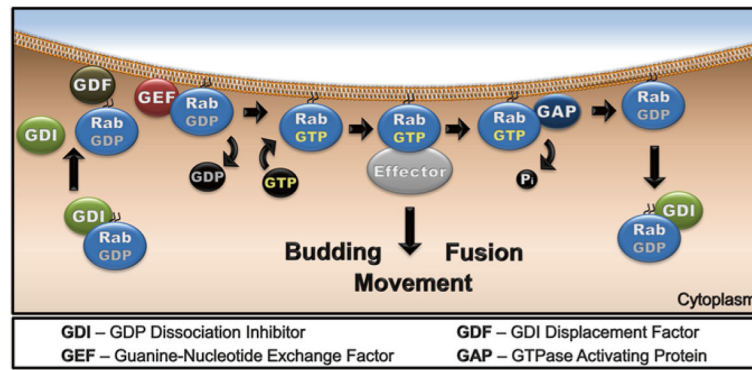 GDF
GEF
Rab
GDP
GDI
Rab
GDP
GDP
GTP
Rab
GTP
Rab
GTP
Effector
Rab
GTP
GAP
Pi
Rab
GDP
GDI
Rab
GDP
GDI
Rab
GDP
Budding Fusion
Movement
Cytoplasm
GDI – GDP Dissociation Inhibitor
GDF – GDI Displacement Factor
GEF – Guanine-Nucleotide Exchange Factor
GAP – GTPase Activating Protein